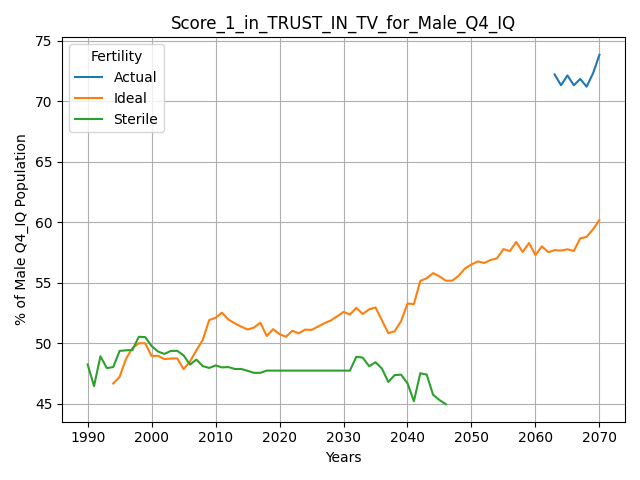 Score_1_in_TRUST_IN_TV_for_Male_Q4_IQ
% of Male Q4_IQ Population
75
70
65
60
55
50
45
Fertility
Actual
Ideal
Sterile
1990 2000 2010 2020 2030 2040 2050 2060 2070
Years